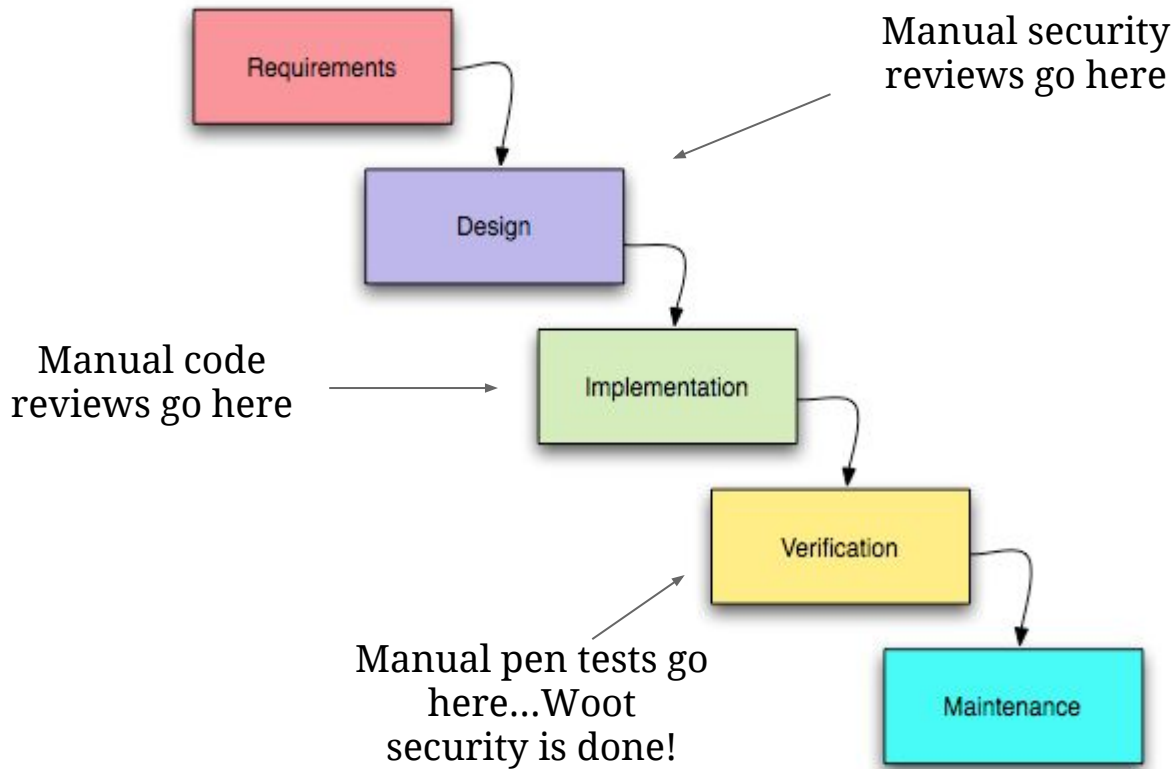 Requirements
Manual security
reviews go here
Design
Manual code
reviews go here
Implementation
Verification
Manual pen tests go
here...Woot
security is done!
Maintenance